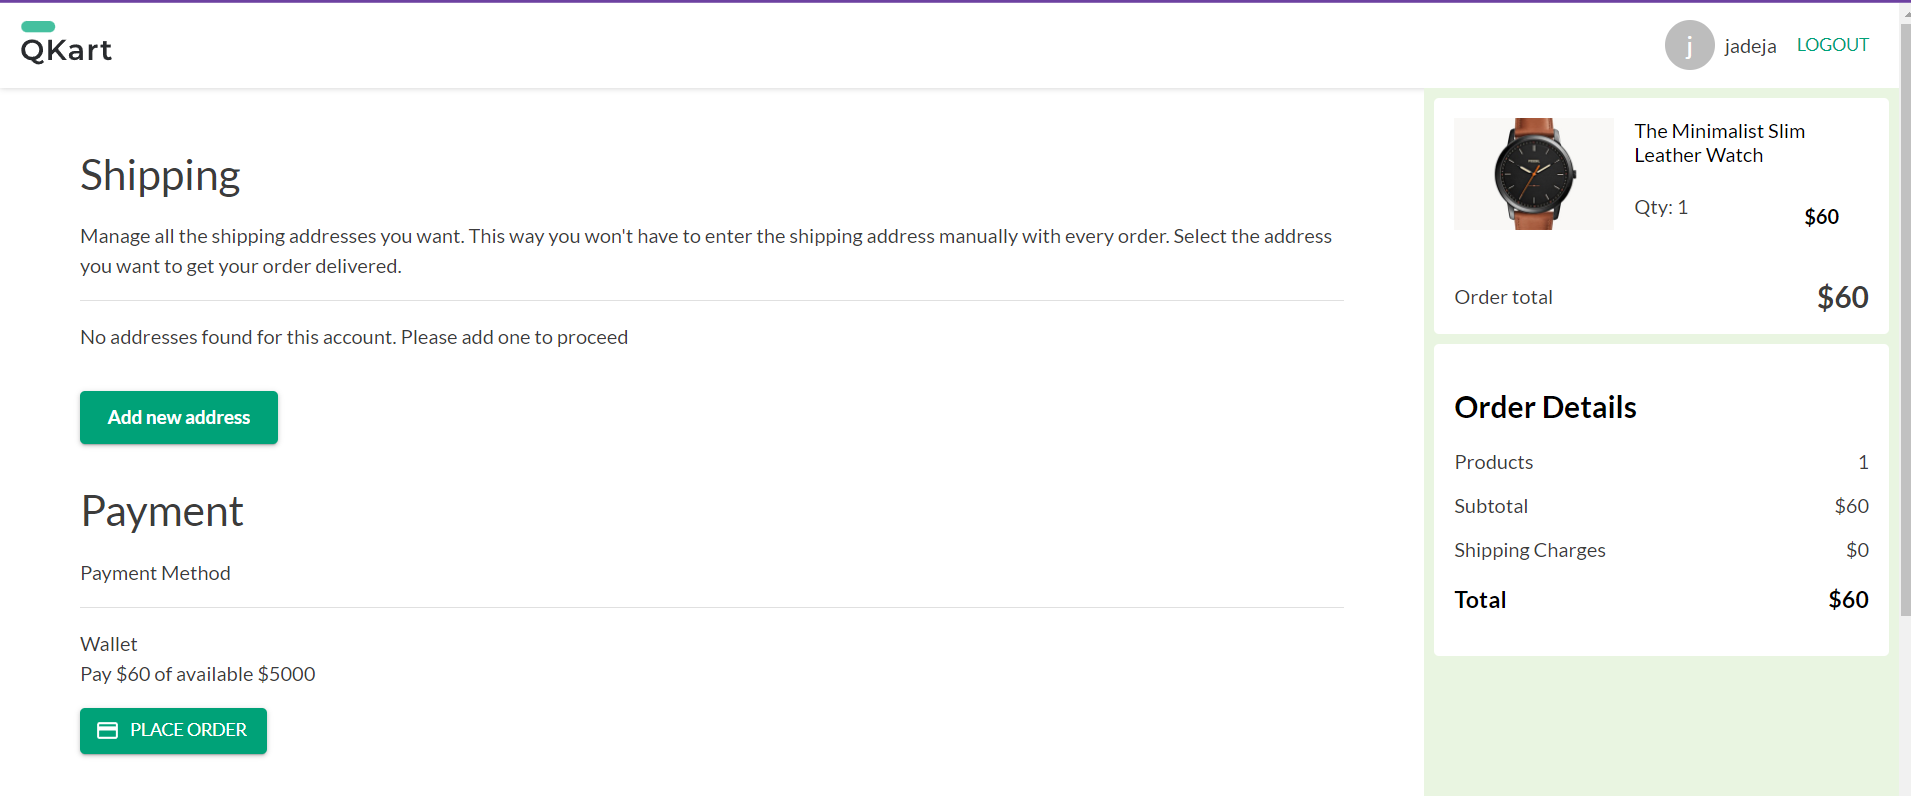 QKart
j
jadeja
LOGOUT
Shipping
Manage all the shipping addresses you want. This way you won't have to enter the shipping address manually with every order. Select the address
you want to get your order delivered.
No addresses found for this account. Please add one to proceed
Add new address
Payment
Payment Method
Wallet
Pay $60 of available $5000
PLACE ORDER
The Minimalist Slim
Leather Watch
Qty: 1
$60
Order total
$60
Order Details
Products
1
Subtotal
$60
Shipping Charges
$0
Total
$60